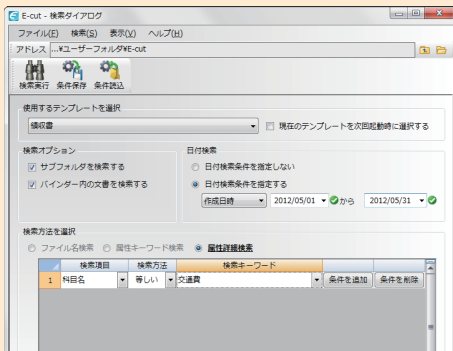 E-cut - 検索ダイアログ
ファイル(F) 検索(S) 表示(V) ヘルプ(H)
アドレス ...¥ユーザーフォルダ¥E-cut
検索実行 条件保存 条件読込
使用するテンプレートを選択
領収書 現在のテンプレートを次回起動時に選択する
検索オプション 日付検索
サブフォルダを検索する 日付検索条件を指定しない
バインダー内の文書を検索する 日付検索条件を指定する
作成日時 2012/05/01 から 2012/05/31
検索方法を選択
ファイル名検索 属性キーワード検索 属性詳細検索
検索項目 検索方法 検索キーワード
1 科目名 等しい 交通費 条件を追加 条件を削除